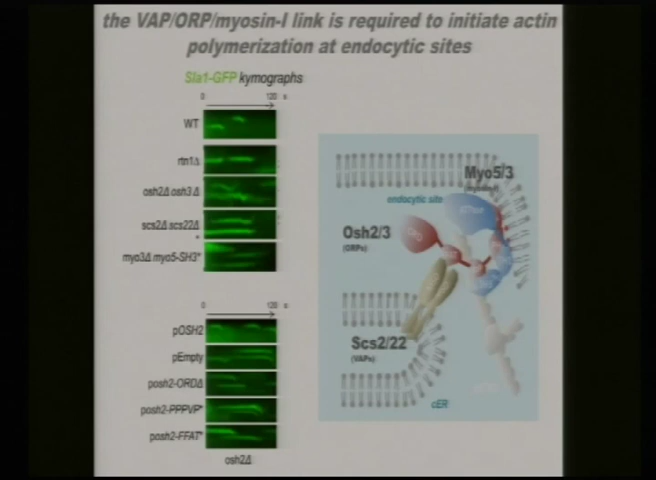 the VAP/ORP/myosin-I link is required to initiate actin
polymerization at endocytic sites
Sla1-GFP kymographs
0 120 s
WT
rtn1Δ
osh2Δ osh3Δ
scs2Δ scs22Δ
myo3Δ myo5-SH3*
0 120 s
pOSH2
pEmpty
posh2-ORDΔ
posh2-PPPVP*
posh2-FFAT*
osh2Δ
Myo5/3
endocytic site
Osh2/3
(ORPs)
Scs2/22
(VAPs)
cER